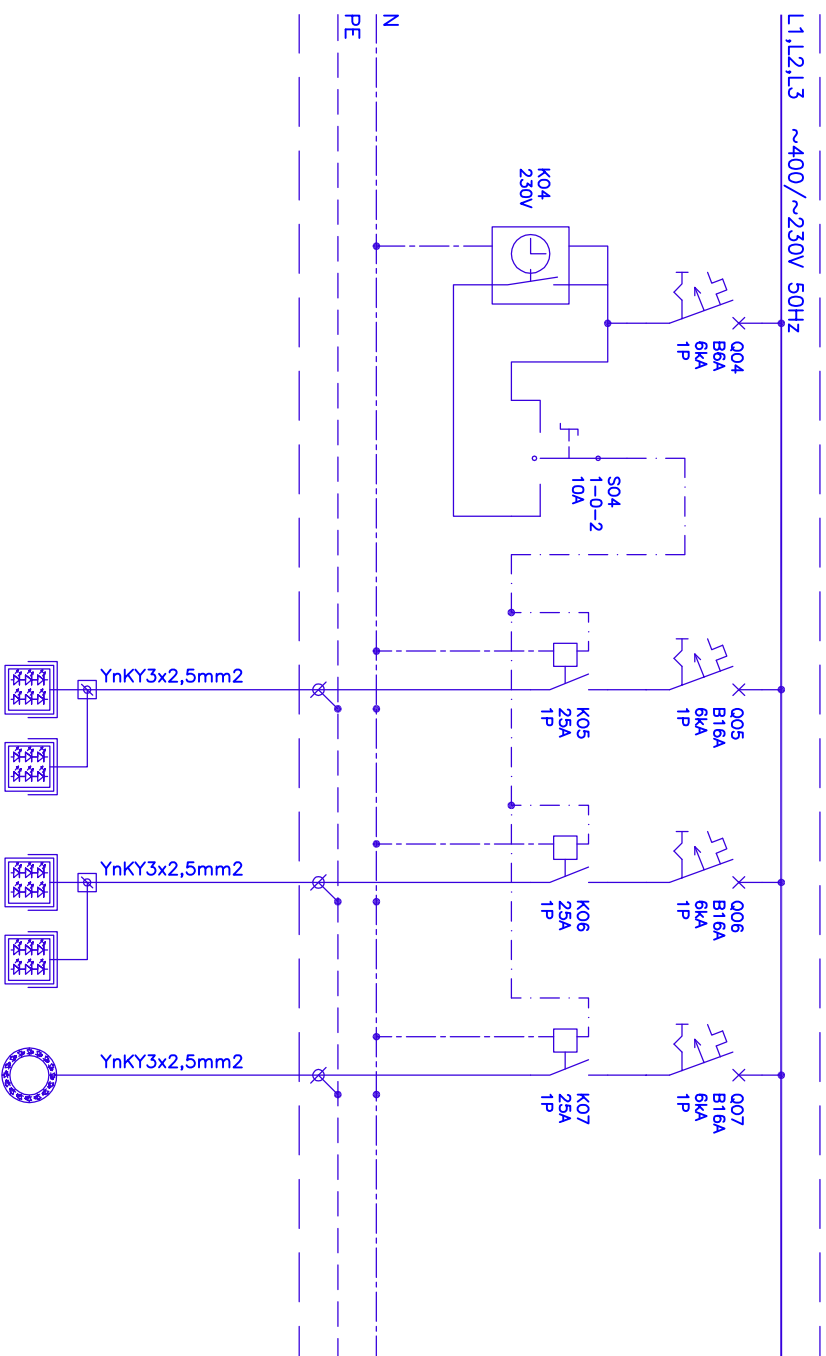 L1,L2,L3 ~400/~230V 50Hz
N
PE
K04
230V
Q04
B6A
6kA
1P
S04
1-0-2
10A
Q05
B16A
6kA
1P
K05
25A
1P
YnKY3x2,5mm2
Q06
B16A
6kA
1P
K06
25A
1P
YnKY3x2,5mm2
Q07
B16A
6kA
1P
K07
25A
1P
YnKY3x2,5mm2